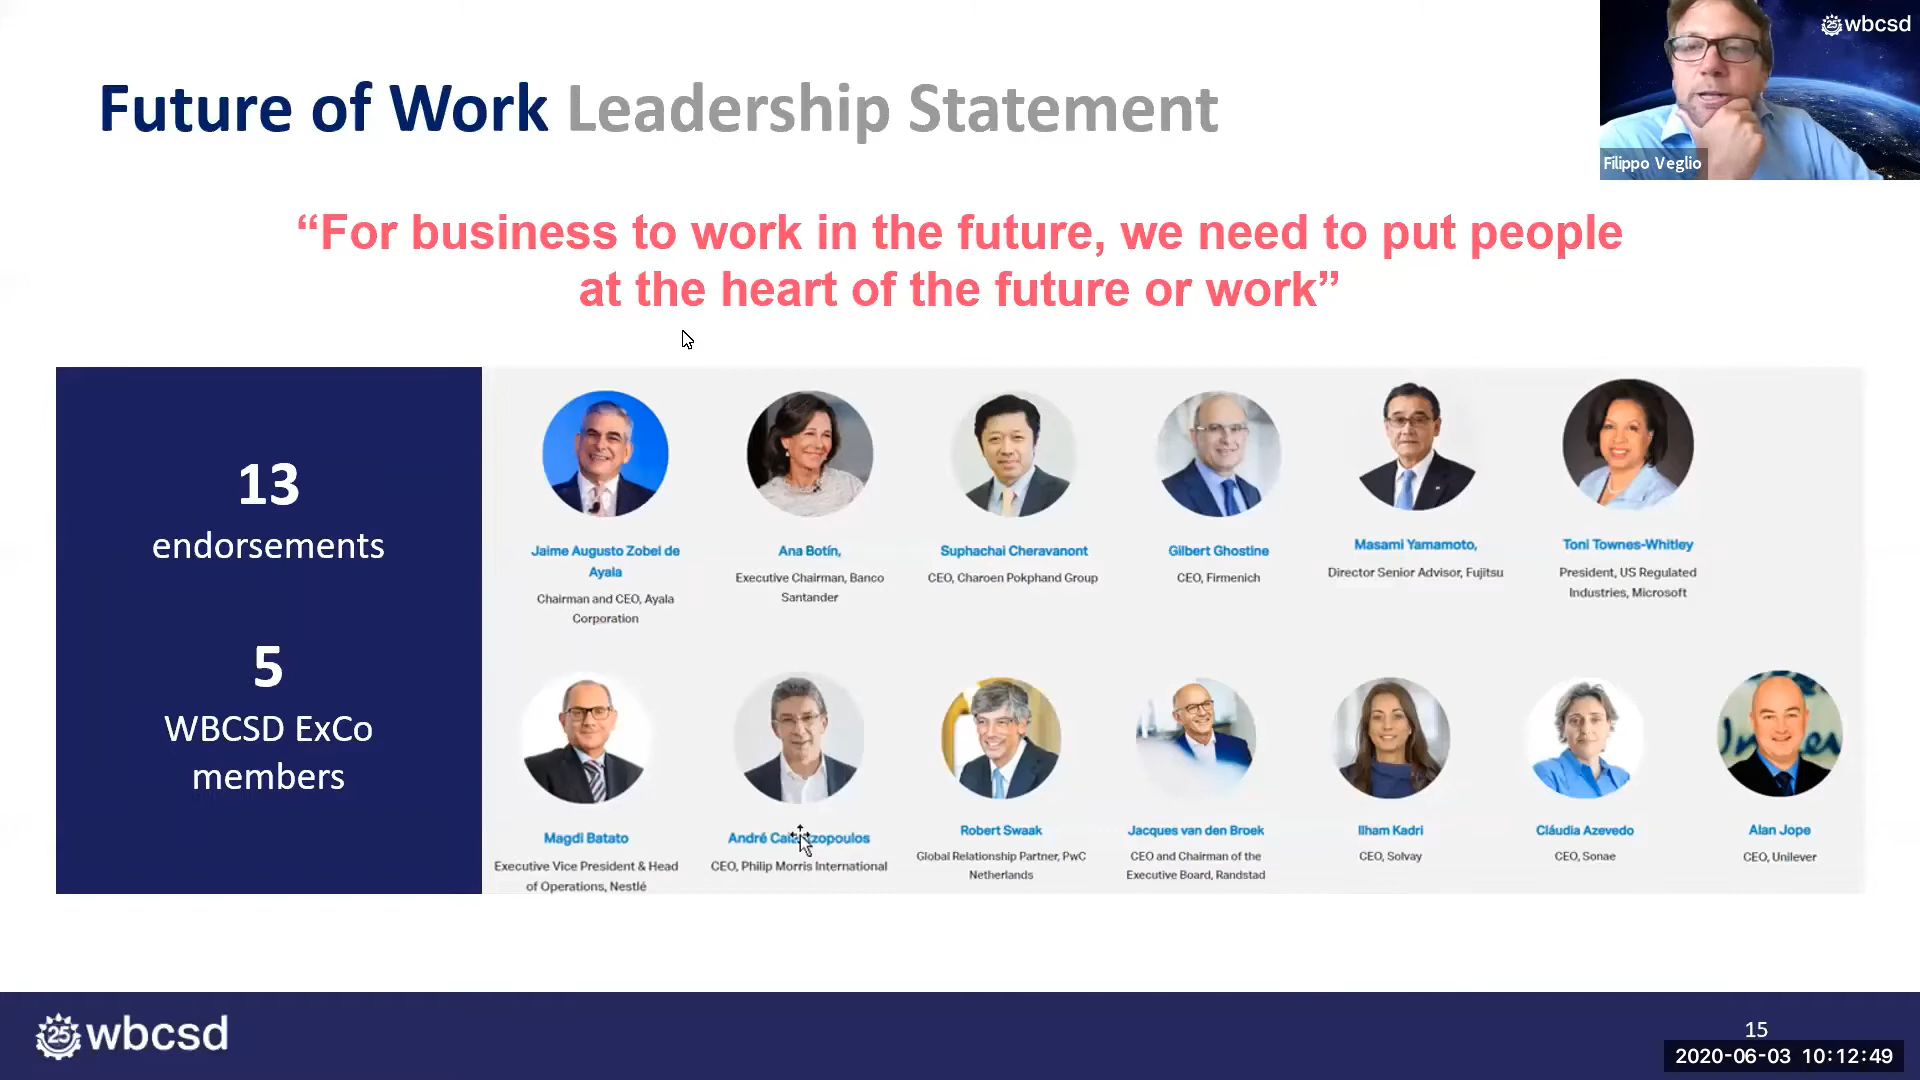 wbcsd
Filippo Veglio
Future of Work Leadership Statement
“For business to work in the future, we need to put people
at the heart of the future or work”
13
endorsements
5
WBCSD ExCo
members
Jaime Augusto Zobel de
Ayala
Chairman and CEO, Ayala
Corporation
Ana Botín,
Executive Chairman, Banco
Santander
Suphachai Cheravanont
CEO, Charoen Pokphand Group
Gilbert Ghostine
CEO, Firmenich
Masami Yamamoto,
Director Senior Advisor, Fujitsu
Toni Townes-Whitley
President, US Regulated
Industries, Microsoft
Magdi Batato
Executive Vice President & Head
of Operations, Nestlé
André
CEO, Philip Morris International
Robert Swaak
Global Relationship Partner, PwC
Netherlands
Jacques van den Broek
CEO and Chairman of the
Executive Board, Randstad
Ilham Kadri
CEO, Solvay
Cláudia Azevedo
CEO, Sonae
Alan Jope
CEO, Unilever
25 wbcsd
15
2020-06-03 10:12:49